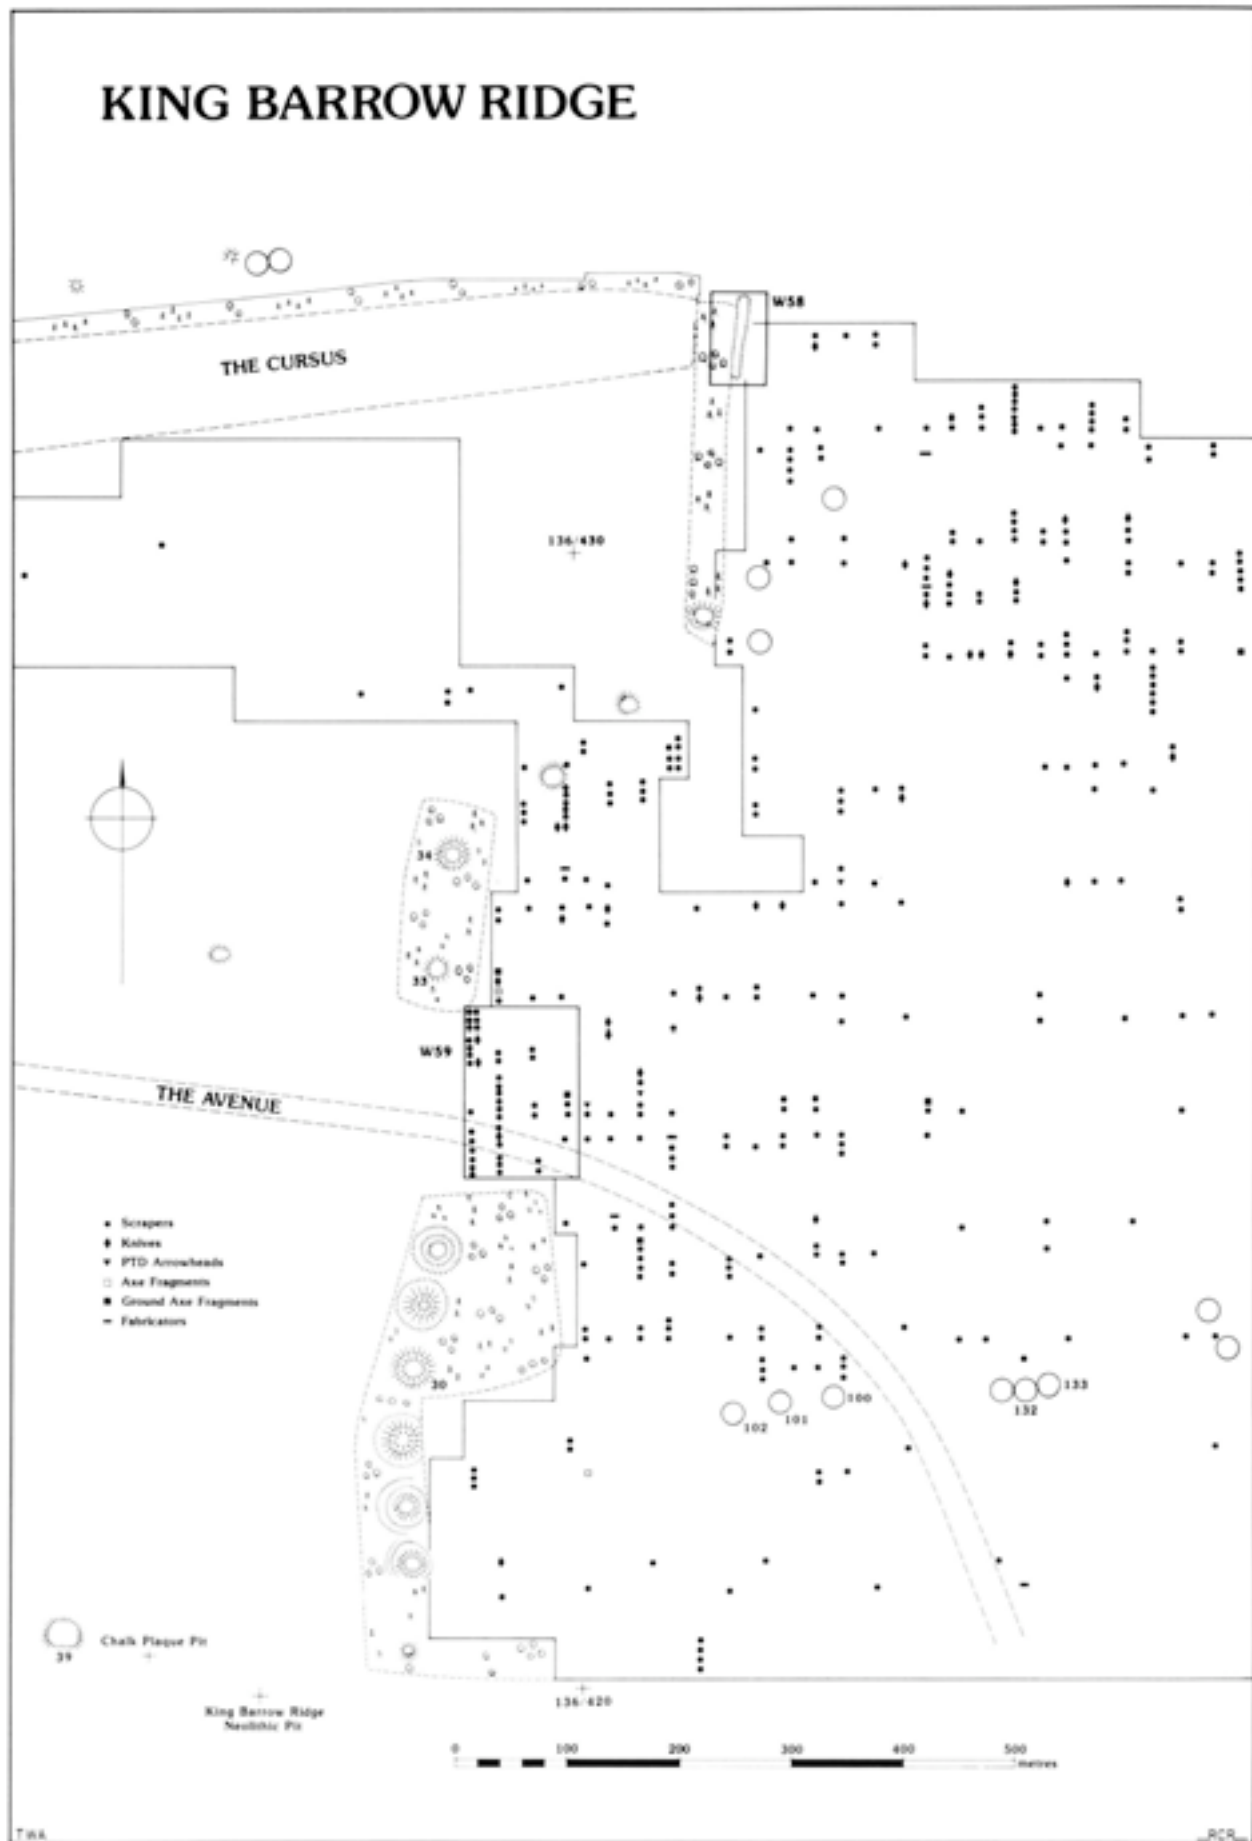 KING BARROW RIDGE
W58
THE CURSUS
136/430
34
33
W59
THE AVENUE
Scrapers
Knives
PTD Arrowheads
Axe Fragments
Ground Axe Fragments
Fabricators
30
100
101
102
132
133
39
Chalk Plaque Pit
King Barrow Ridge
Neolithic Pit
136/420
0 100 200 300 400 500
metres
TWA
RCR